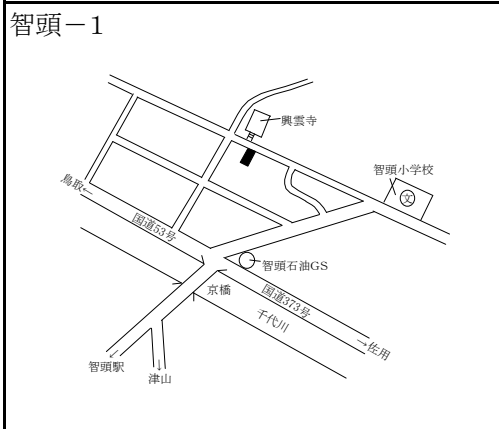 智頭－1
興雲寺
智頭小学校
文
鳥取←
国道53号
智頭石油GS
京橋
国道373号
千代川
→佐用
智頭駅
津山